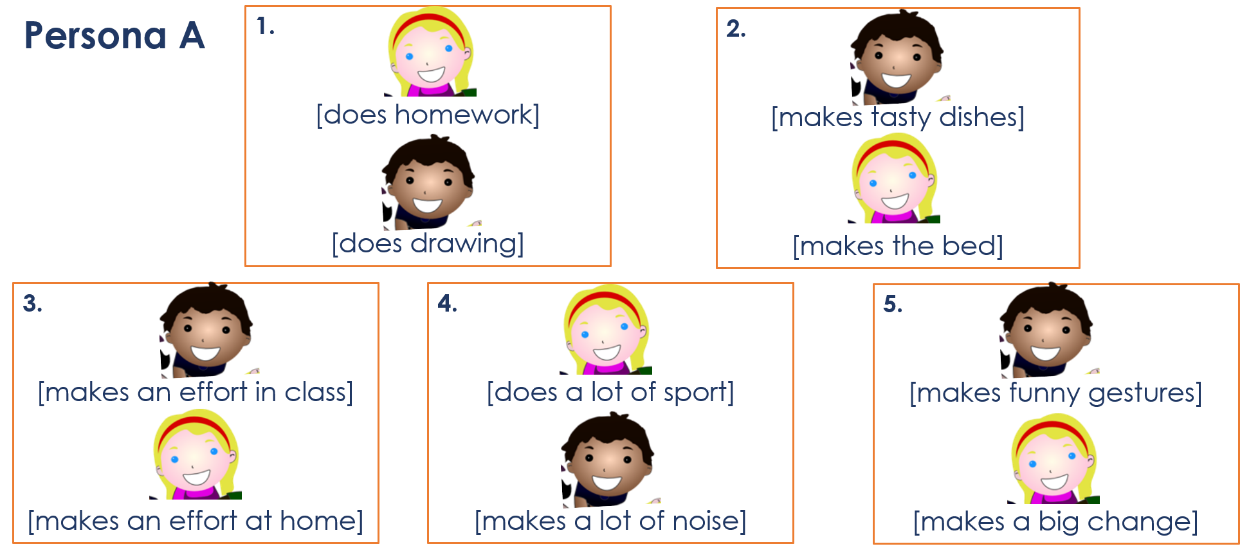 Persona A
1.
[does homework]
[does drawing]
2.
[makes tasty dishes]
[makes the bed]
3.
[makes an effort in class]
[makes an effort at home]
4.
[does a lot of sport]
[makes a lot of noise]
5.
[makes funny gestures]
[makes a big change]